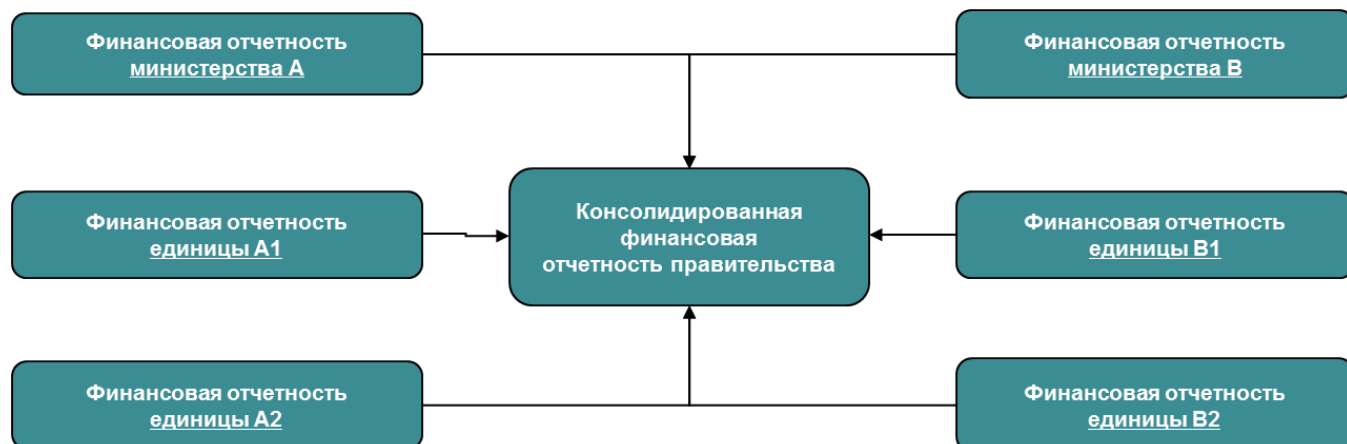 Финансовая отчетность
министерства А
Финансовая отчетность
министерства В
Финансовая отчетность
единицы А1
Консолидированная
финансовая
отчетность правительства
Финансовая отчетность
единицы В1
Финансовая отчетность
единицы А2
Финансовая отчетность
единицы В2